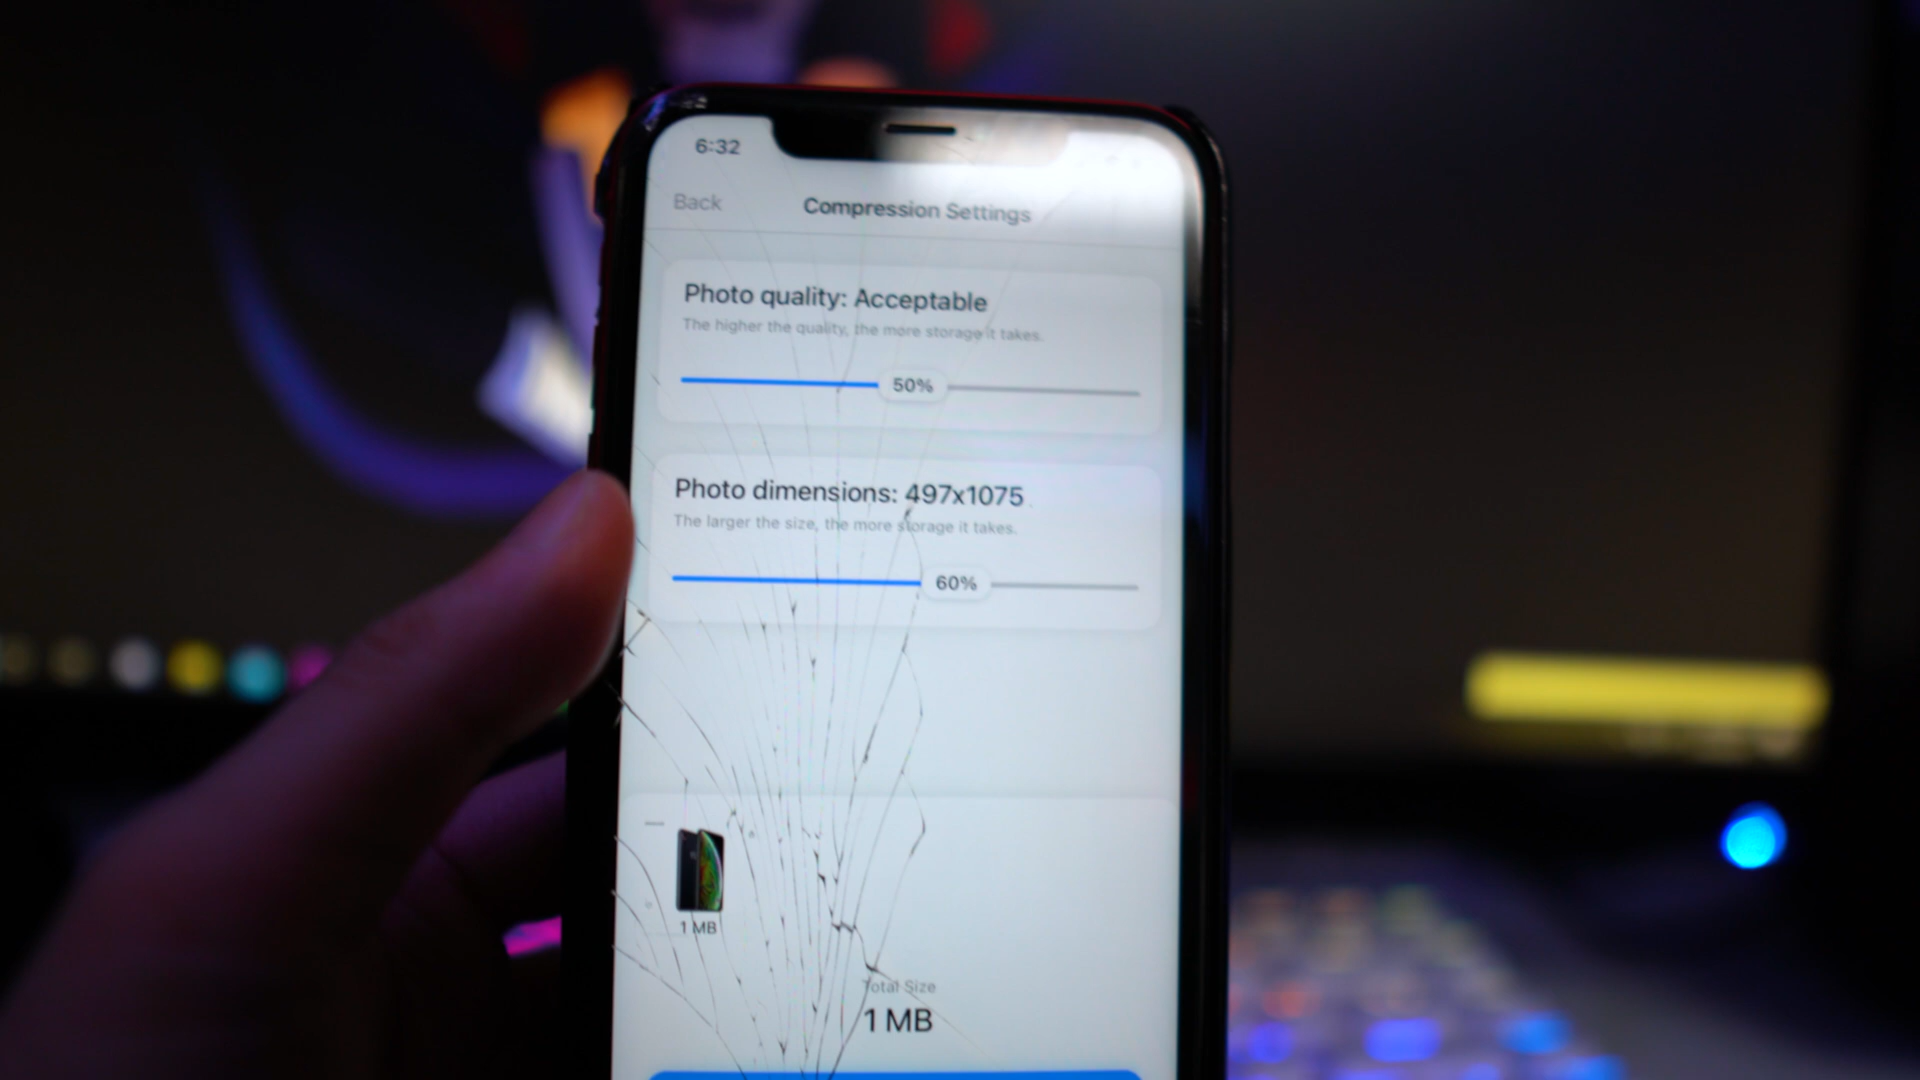 6:32
Back
Compression Settings
Photo quality: Acceptable
The higher the quality, the more storage it takes.
50%
Photo dimensions: 497x1075
The larger the size, the more storage it takes.
60%
1 MB
Total Size
1 MB